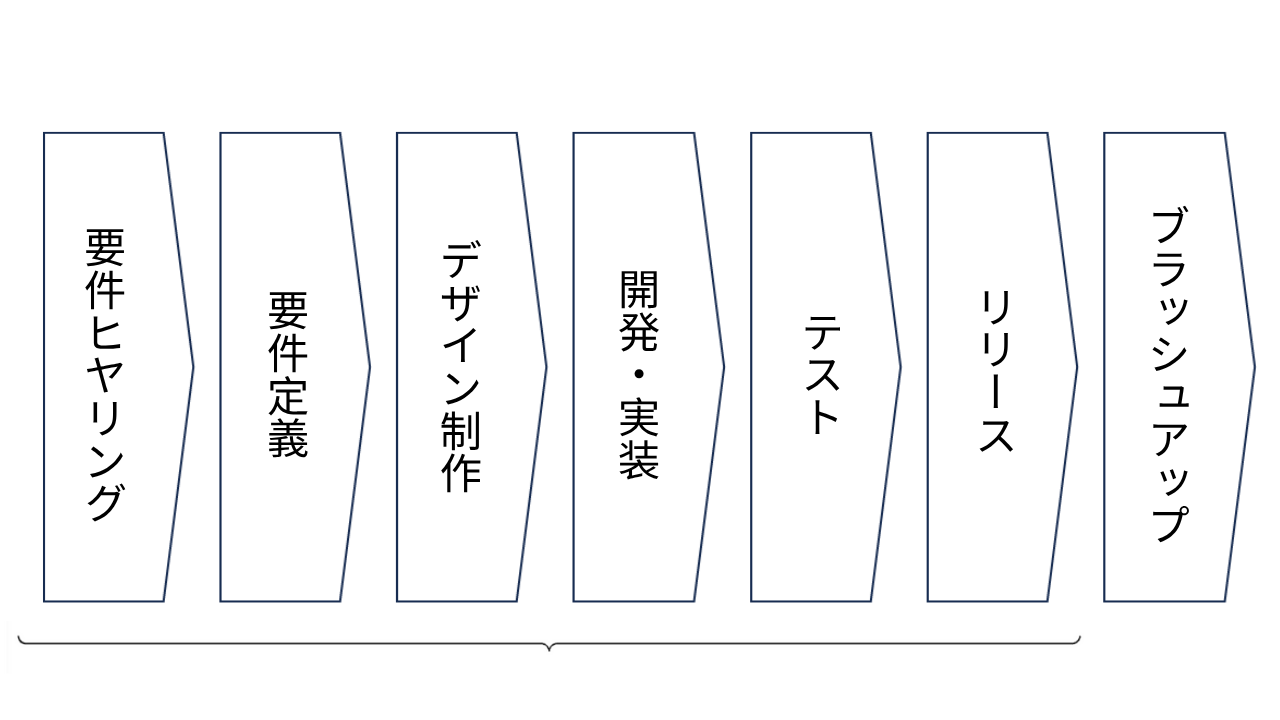 要件ヒヤリング
要件定義
デザイン制作
開発・実装
テスト
リリース
ブラッシュアップ